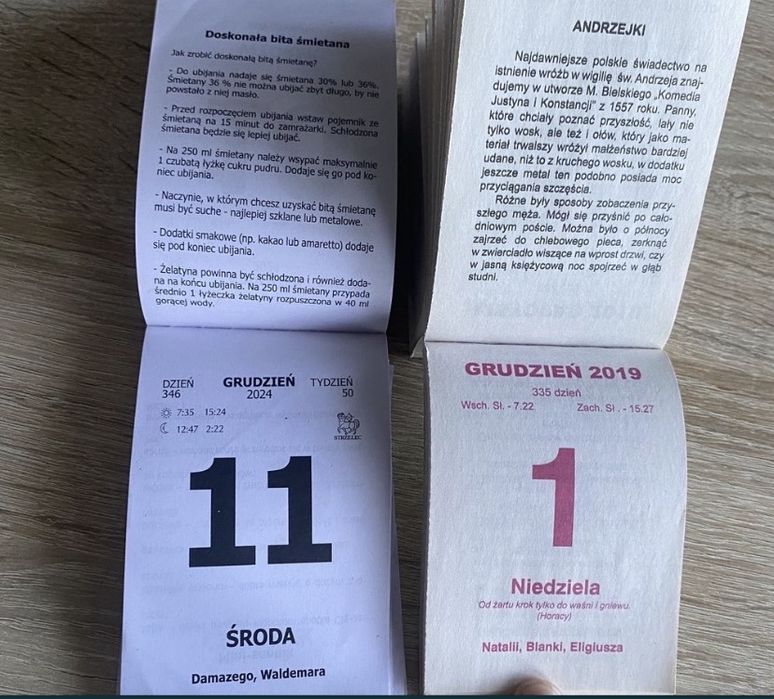 Doskonała bita śmietana
Jak zrobić doskonałą bitą śmietanę?
- Do ubijania nadaje się śmietana 30% lub 36%.
Śmietany 36 % nie można ubijać zbyt długo, by nie
powstało z niej masło.
- Przed rozpoczęciem ubijania wstaw pojemnik ze
śmietaną na 15 minut do zamrażarki. Schłodzona
śmietana będzie się lepiej ubijać.
- Na 250 ml śmietany należy wsypać maksymalnie
1 czubatą łyżkę cukru pudru. Dodaje się go pod ko-
niec ubijania.
- Naczynie, w którym chcesz uzyskać bitą śmietanę
musi być suche - najlepiej szklane lub metalowe.
- Dodatki smakowe (np. kakao lub amaretto) dodaje
się pod koniec ubijania.
- Żelatyna powinna być schłodzona i również doda-
na na końcu ubijania. Na 250 ml śmietany przypada
średnio 1 łyżeczka żelatyny rozpuszczona w 40 ml
gorącej wody.
DZIEŃ GRUDZIEŃ TYDZIEŃ
346 2024 50
7:35 15:24
12:47 2:22
STRZELEC
11
ŚRODA
Damazego, Waldemara
ANDRZEJKI
Najdawniejsze polskie świadectwo na
istnienie wróżb w wigilię św. Andrzeja znaj-
dujemy w utworze M. Bielskiego „Komedia
Justyna i Konstancji” z 1557 roku. Panny,
które chciały poznać przyszłość, lały nie
tylko wosk, ale też i ołów, który jako ma-
teriał trwalszy wróżył małżeństwo bardziej
udane, niż to z kruchego wosku, w dodatku
jeszcze metal ten podobno posiada moc
przyciągania szczęścia.
Różne były sposoby zobaczenia przy-
szłego męża. Mógł się przyśnić po cało-
dniowym poście. Można było o północy
zajrzeć do chlebowego pieca, zerknąć
w zwierciadło wiszące na wprost drzwi, czy
w jasną księżycową noc spojrzeć w głąb
studni.
GRUDZIEŃ 2019
335 dzień
Wsch. Sł. - 7.22 Zach. Sł . - 15.27
1
Niedziela
Od żartu krok tylko do waśni i gniewu.
(Horacy)
Natalii, Blanki, Eligiusza